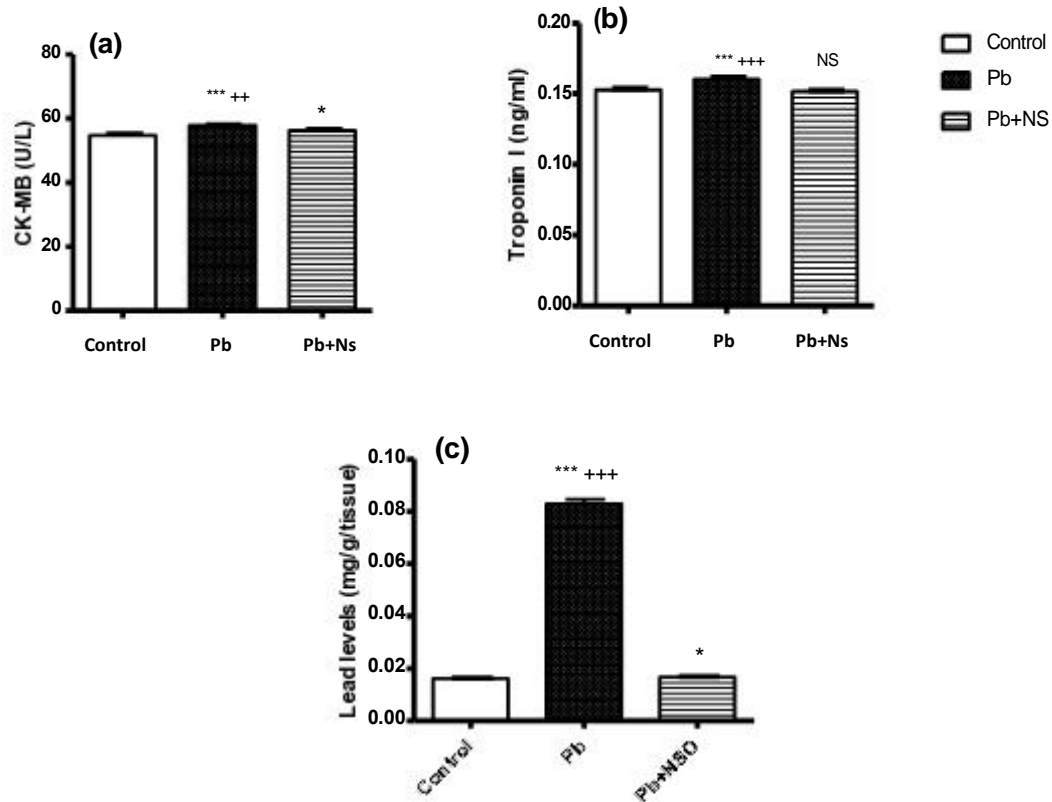 (a)
CK-MB (U/L)
80
60
40
20
0
*** ++
*
Control Pb Pb+Ns
(b)
Troponin I (ng/ml)
0.20
0.15
0.10
0.05
0.00
*** +++
NS
Control Pb Pb+Ns
Control
Pb
Pb+NS
(c)
Lead levels (mg/g/tissue)
0.10
0.08
0.06
0.04
0.02
0.00
*** +++
*
Control
Pb
Pb+NSO